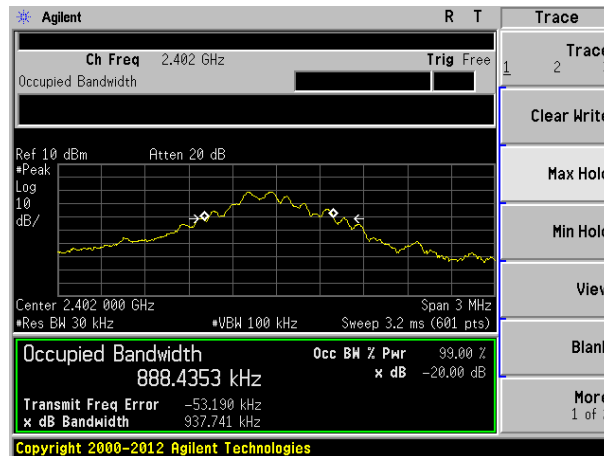 Agilent R T Trace
Ch Freq 2.402 GHz Trig Free
Occupied Bandwidth
Trace
1 2
Clear Write
Max Hold
Min Hold
View
Blank
More
1 of
Ref 10 dBm Atten 20 dB
#Peak
Log
10
dB/
Center 2.402 000 GHz Span 3 MHz
#Res BW 30 kHz #VBW 100 kHz Sweep 3.2 ms (601 pts)
Occupied Bandwidth Occ BW % Pwr 99.00 %
888.4353 kHz x dB -20.00 dB
Transmit Freq Error -53.190 kHz
x dB Bandwidth 937.741 kHz
Copyright 2000-2012 Agilent Technologies